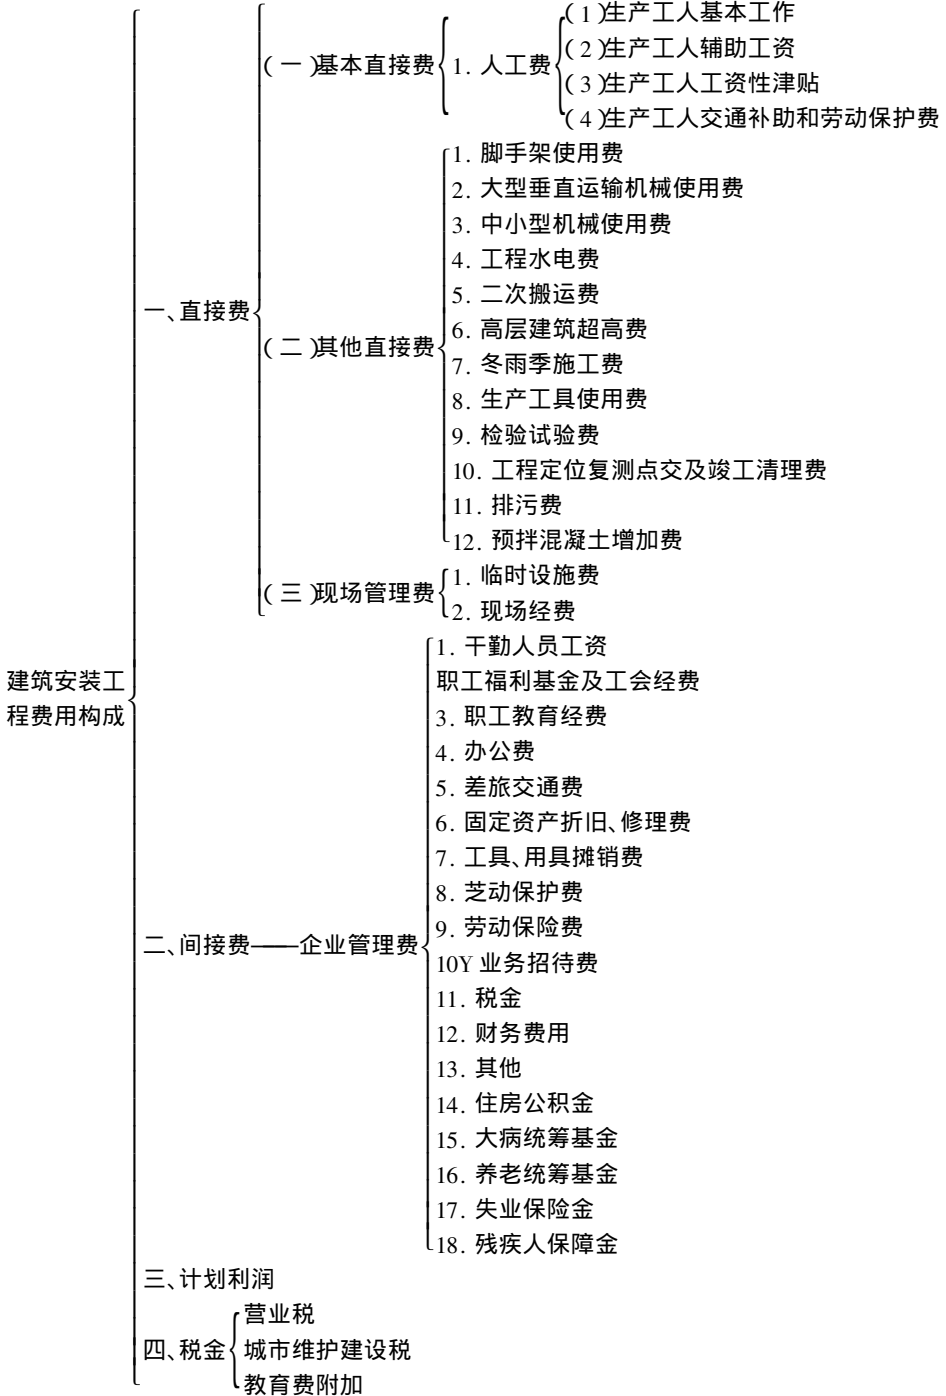 (1)生产工人基本工作
(2)生产工人辅助工资
(一)基本直接费 1. 人工费
(3)生产工人工资性津贴
(4)生产工人交通补助和劳动保护费
1. 脚手架使用费
2. 大型垂直运输机械使用费
3. 中小型机械使用费
4. 工程水电费
5. 二次搬运费
一、直接费
6. 高层建筑超高费
(二)其他直接费
7. 冬雨季施工费
8. 生产工具使用费
9. 检验试验费
10. 工程定位复测点交及竣工清理费
11. 排污费
12. 预拌混凝土增加费
1. 临时设施费
(三)现场管理费
2. 现场经费
1. 干勤人员工资
建筑安装工
程费用构成
职工福利基金及工会经费
3. 职工教育经费
4. 办公费
5. 差旅交通费
6. 固定资产折旧、修理费
7. 工具、用具摊销费
8. 芝动保护费
9. 劳动保险费
二、间接费——企业管理费
10Y 业务招待费
11. 税金
12. 财务费用
13. 其他
14. 住房公积金
15. 大病统筹基金
16. 养老统筹基金
17. 失业保险金
18. 残疾人保障金
三、计划利润
营业税
四、税金 城市维护建设税
教育费附加